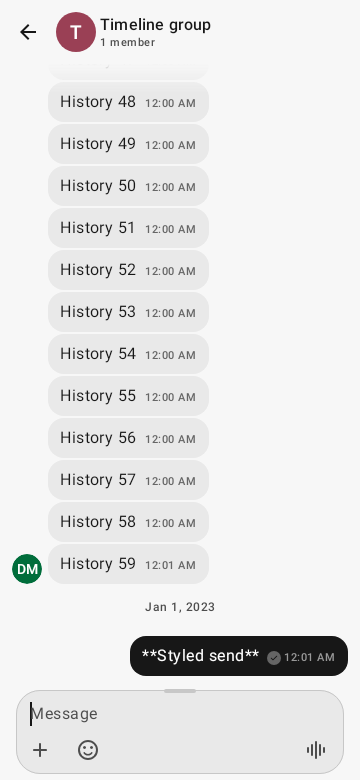 T
Timeline group
1 member
History 48 12:00 AM
History 49 12:00 AM
History 50 12:00 AM
History 51 12:00 AM
History 52 12:00 AM
History 53 12:00 AM
History 54 12:00 AM
History 55 12:00 AM
History 56 12:00 AM
History 57 12:00 AM
History 58 12:00 AM
DM
History 59 12:01 AM
Jan 1, 2023
**Styled send** 12:01 AM
Message